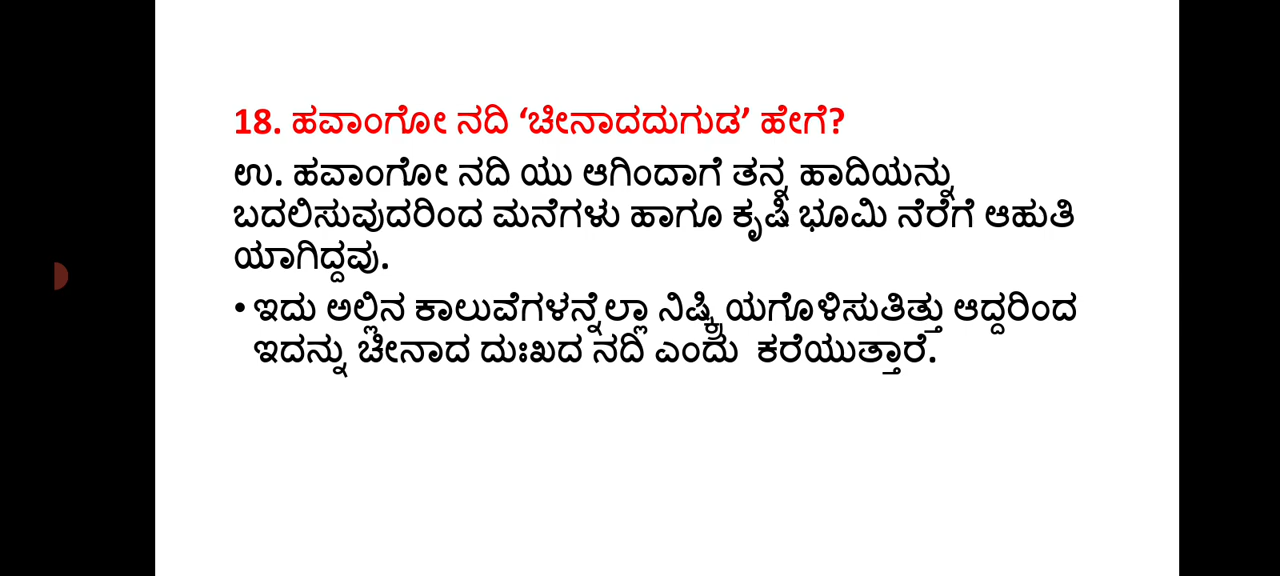 18. ಹವಾಂಗೋ ನದಿ ‘ಚೀನಾದದುಗುಡ’ ಹೇಗೆ?
ಉ. ಹವಾಂಗೋ ನದಿ ಯು ಆಗಿಂದಾಗೆ ತನ್ನ ಹಾದಿಯನ್ನು
ಬದಲಿಸುವುದರಿಂದ ಮನೆಗಳು ಹಾಗೂ ಕೃಷಿ ಭೂಮಿ ನೆರೆಗೆ ಆಹುತಿ
ಯಾಗಿದ್ದವು.
• ಇದು ಅಲ್ಲಿನ ಕಾಲುವೆಗಳನ್ನೆಲ್ಲಾ ನಿಷ್ಕ್ರಿಯಗೊಳಿಸುತಿತ್ತು ಆದ್ದರಿಂದ
ಇದನ್ನು ಚೀನಾದ ದುಃಖದ ನದಿ ಎಂದು ಕರೆಯುತ್ತಾರೆ.